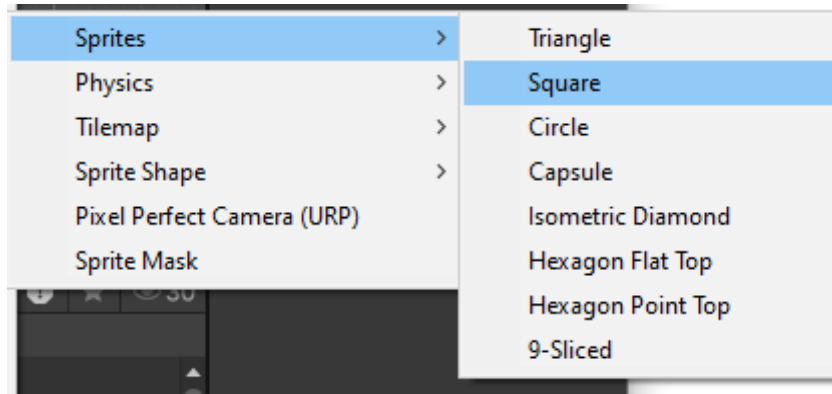 Sprites
Physics
Tilemap
Sprite Shape
Pixel Perfect Camera (URP)
Sprite Mask
Triangle
Square
Circle
Capsule
Isometric Diamond
Hexagon Flat Top
Hexagon Point Top
9-Sliced
30